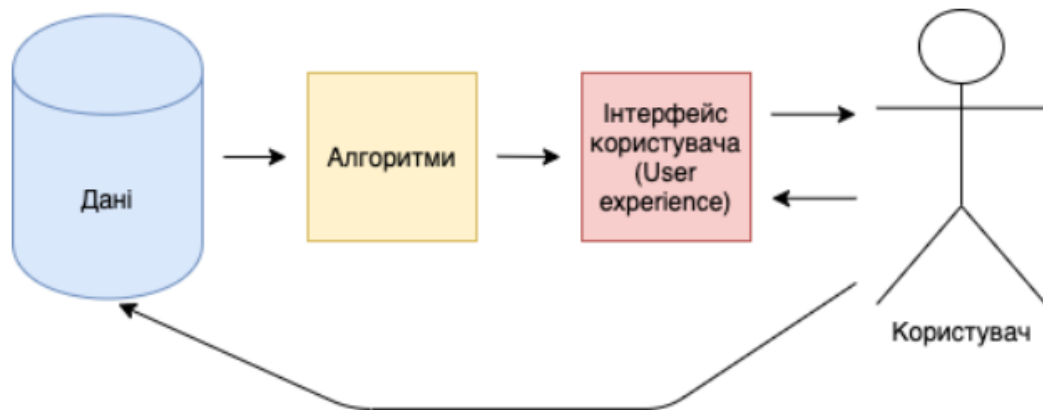 Дані
Алгоритми
Інтерфейс
користувача
(User
experience)
Користувач